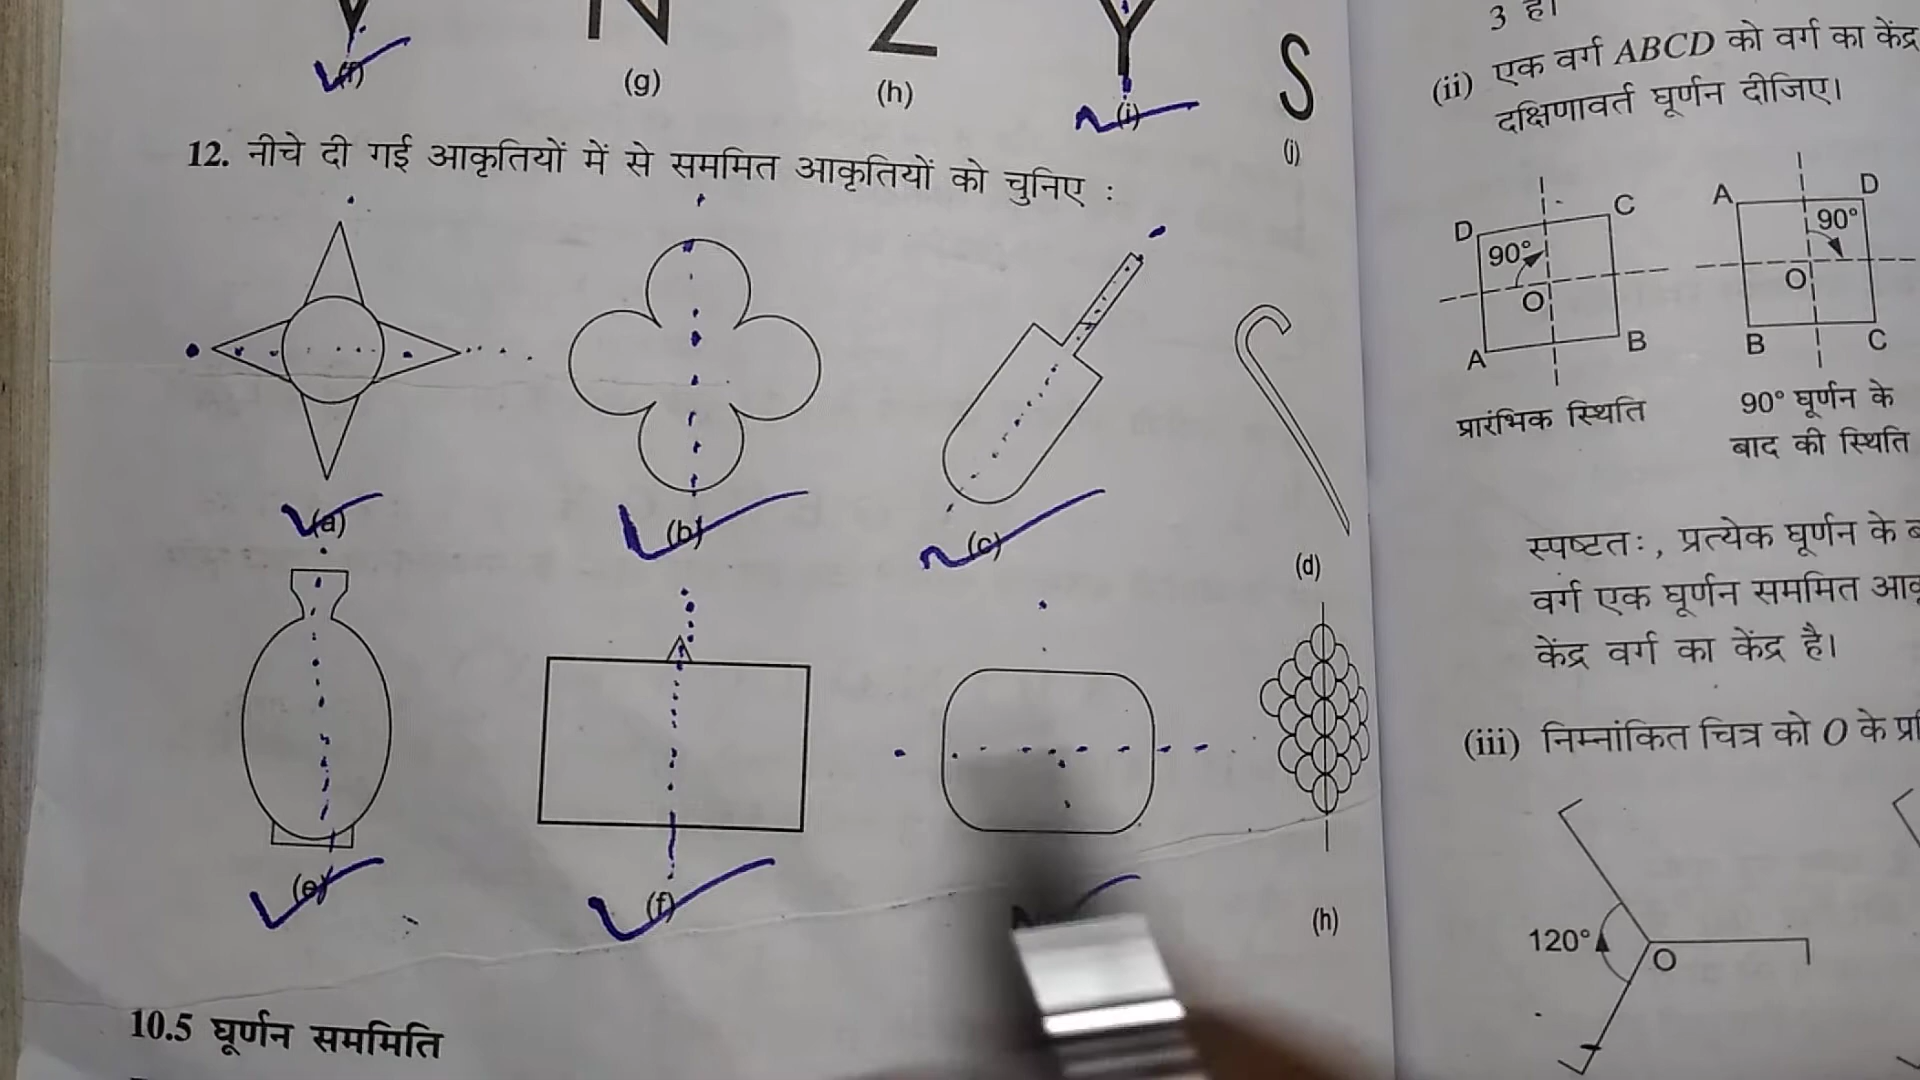 Y N Z Y S
(f) (g) (h) (i) (j)
12. नीचे दी गई आकृतियों में से सममित आकृतियों को चुनिए :
(a) (b) (c) (d)
(e) (f) (h)
10.5 घूर्णन सममिति
3 है।
(ii) एक वर्ग ABCD को वर्ग का केंद्र
दक्षिणावर्त घूर्णन दीजिए।
D C A D
90° 90°
O O
A B B C
प्रारंभिक स्थिति 90° घूर्णन के
बाद की स्थिति
स्पष्टतः, प्रत्येक घूर्णन के
वर्ग एक घूर्णन सममित
केंद्र वर्ग का केंद्र है।
(iii) निम्नांकित चित्र को O के
120° O